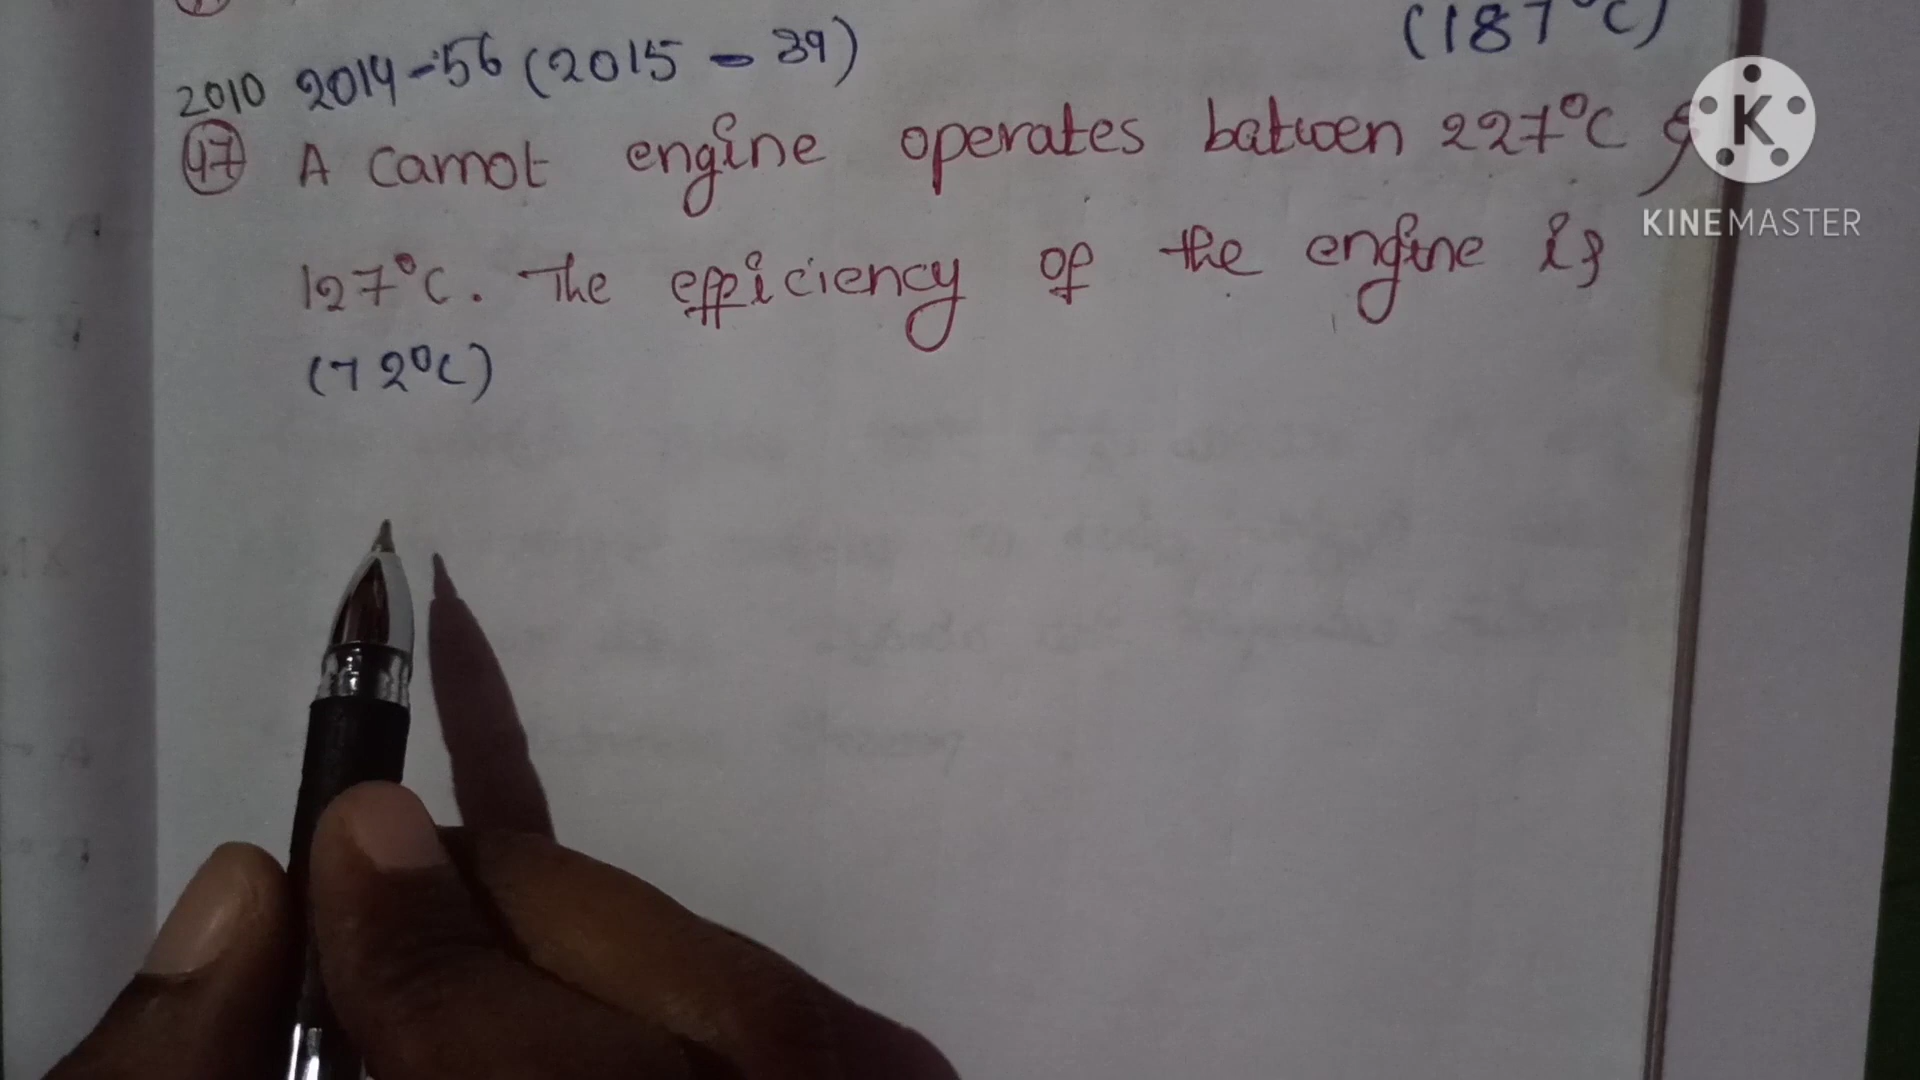 (187°C)
2010 2014-56 (2015 - 39)
47 A carnot engine operates batwen 227°C &
127°C. The efficiency of the engine is
(72°C)
K
KINEMASTER